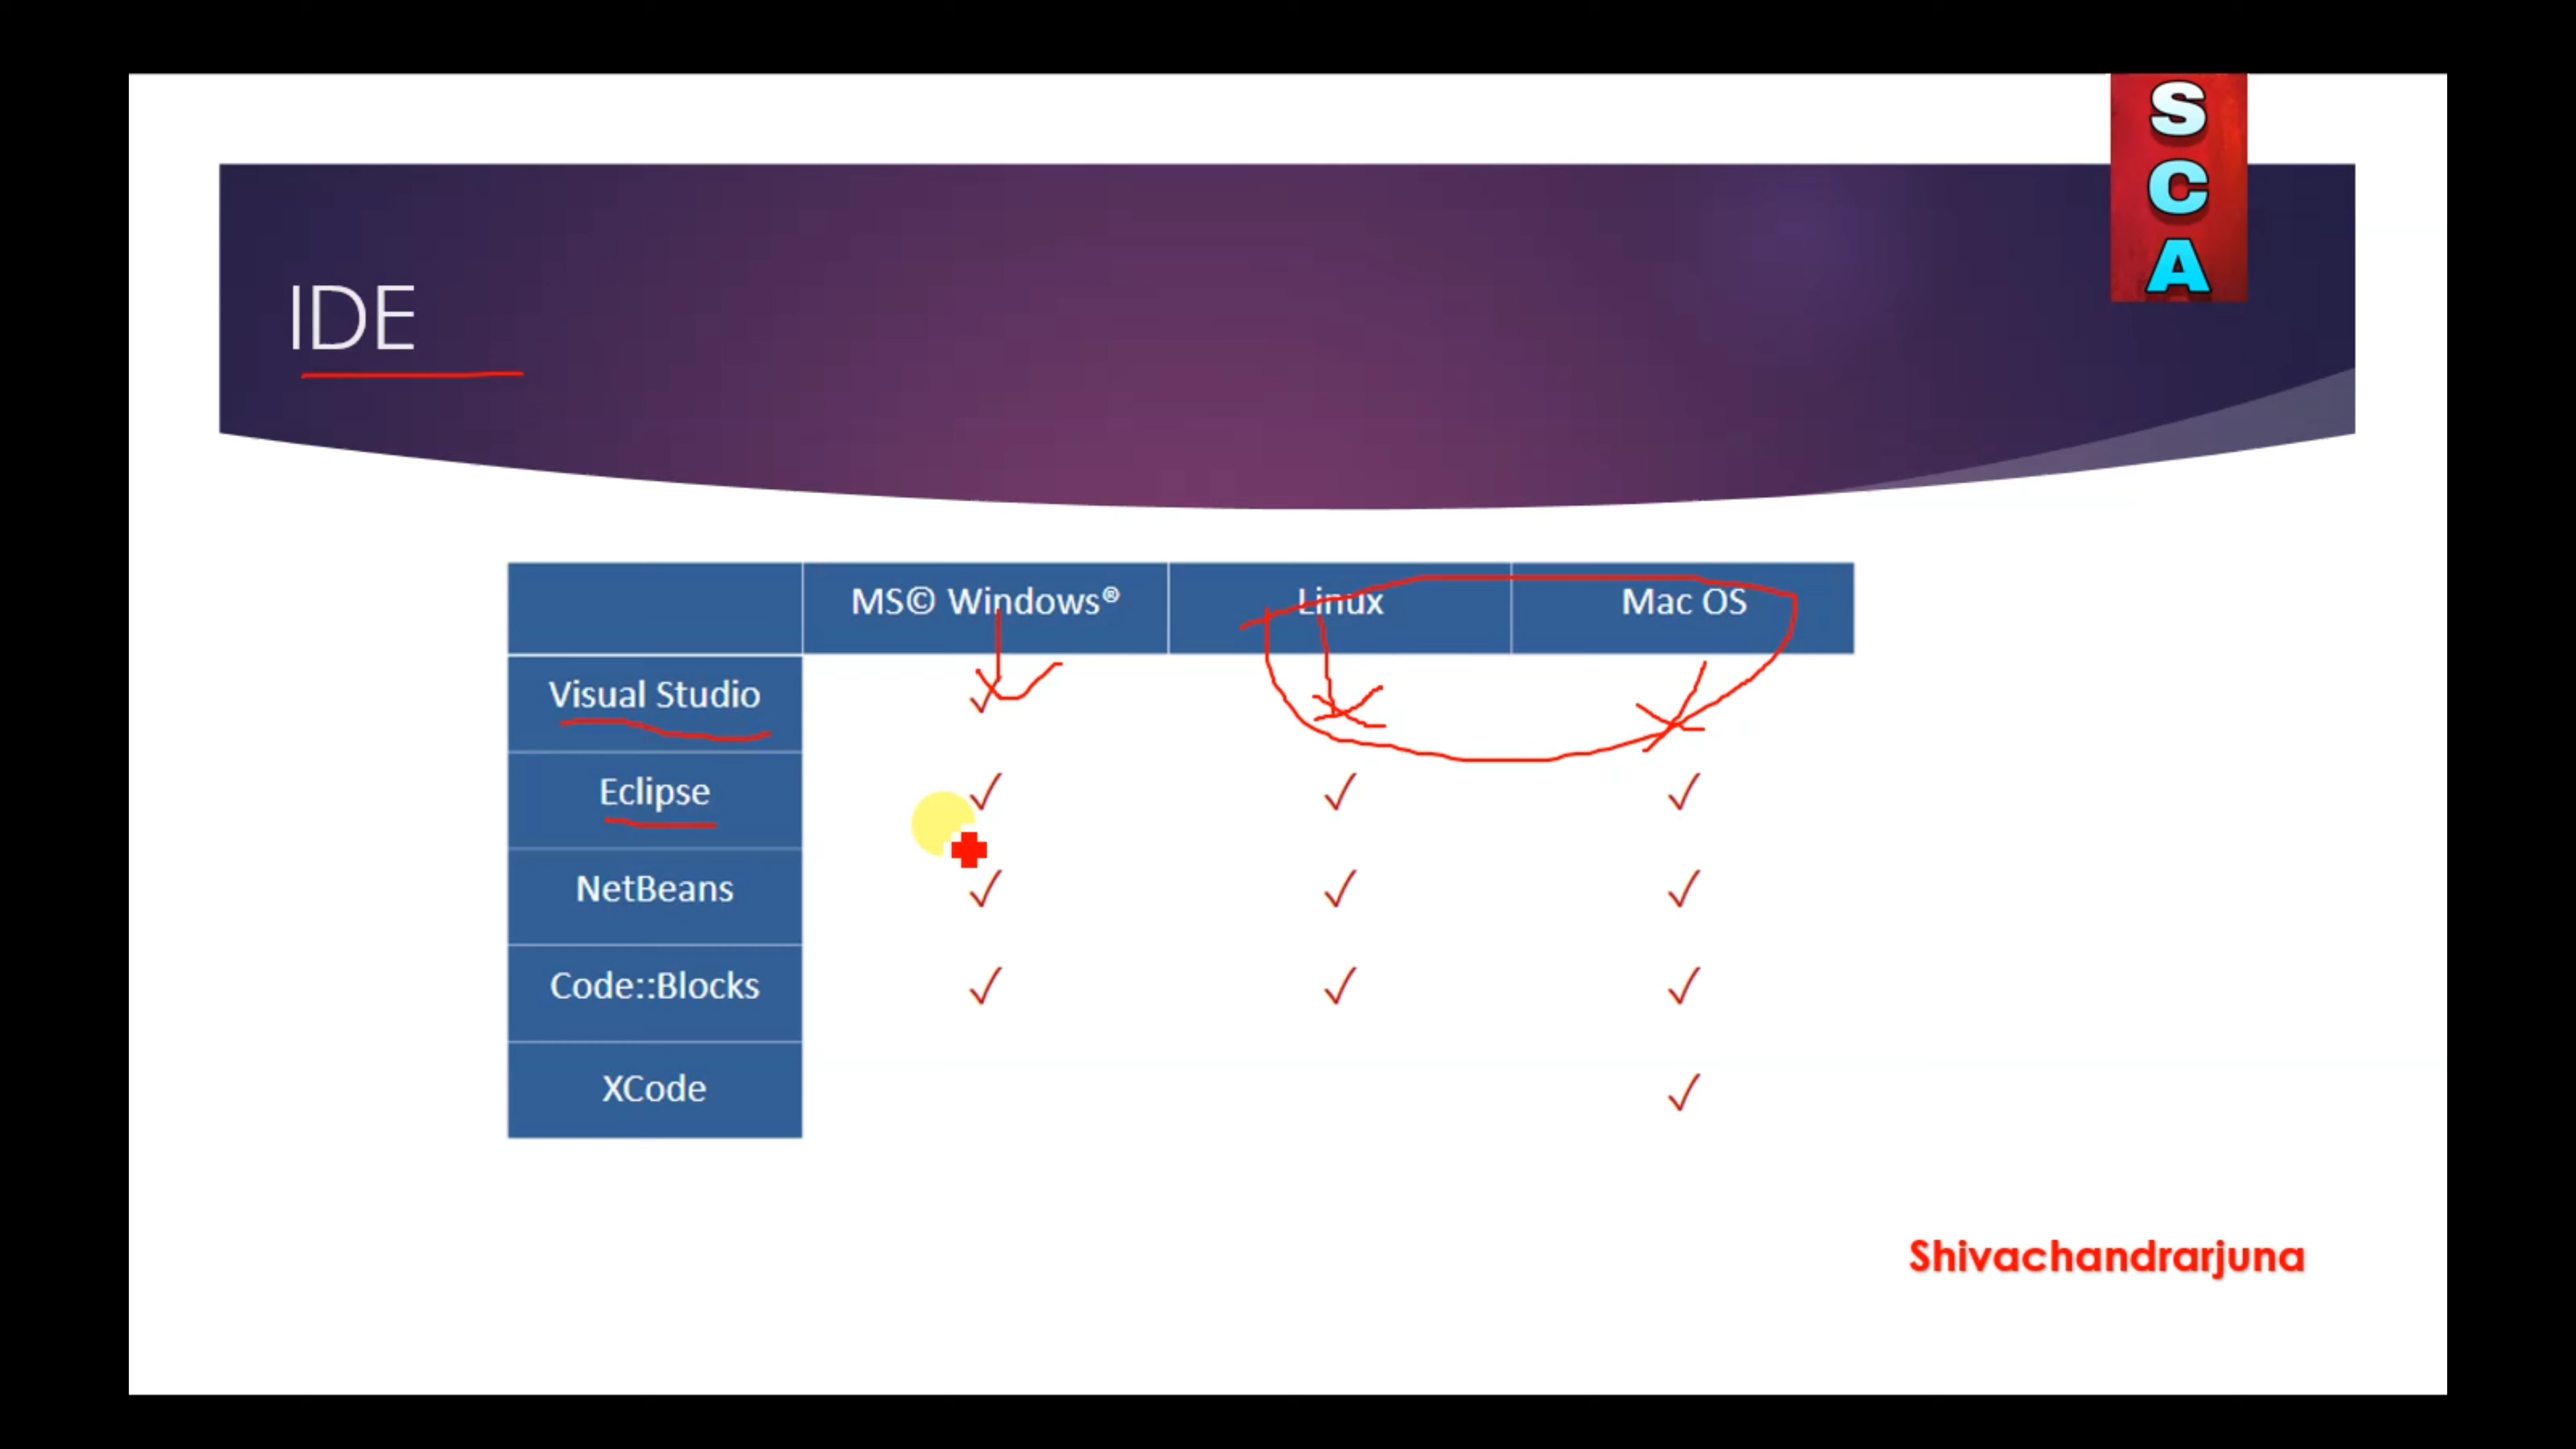 S
C
A
IDE
MS© Windows® Linux Mac OS
Visual Studio ✓
Eclipse ✓ ✓ ✓
NetBeans ✓ ✓ ✓
Code::Blocks ✓ ✓ ✓
XCode ✓
Shivachandrarjuna